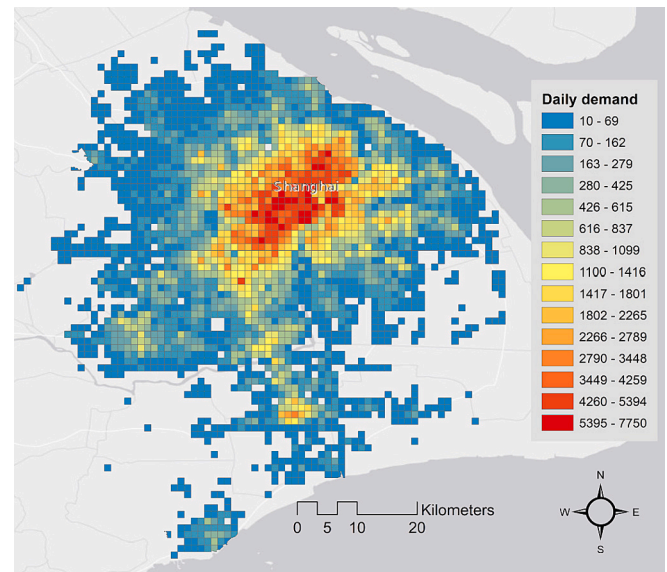 Shanghai
Daily demand
10 - 69
70 - 162
163 - 279
280 - 425
426 - 615
616 - 837
838 - 1099
1100 - 1416
1417 - 1801
1802 - 2265
2266 - 2789
2790 - 3448
3449 - 4259
4260 - 5394
5395 - 7750
Kilometers
0 5 10 20
N
W E
S